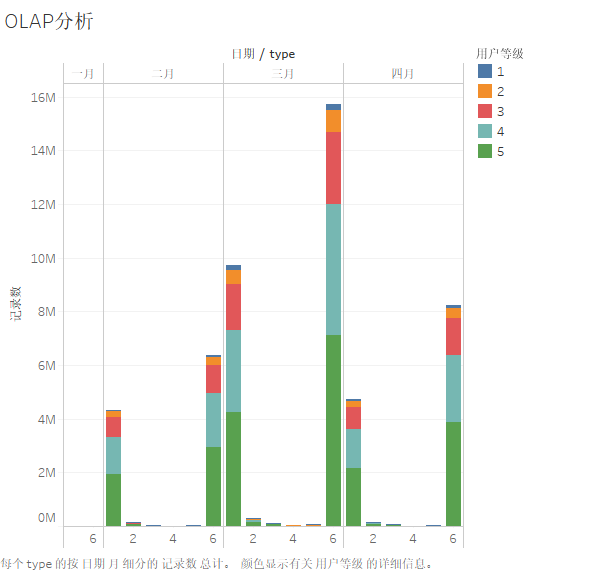 OLAP分析
日期 / type
用户等级
一月 二月 三月 四月
1
2
3
4
5
16M
14M
12M
10M
8M
6M
4M
2M
0M
记录数
6 2 4 6 2 4 6 2 4 6
每个 type 的按 日期 月 细分的 记录数 总计。 颜色显示有关 用户等级 的详细信息。